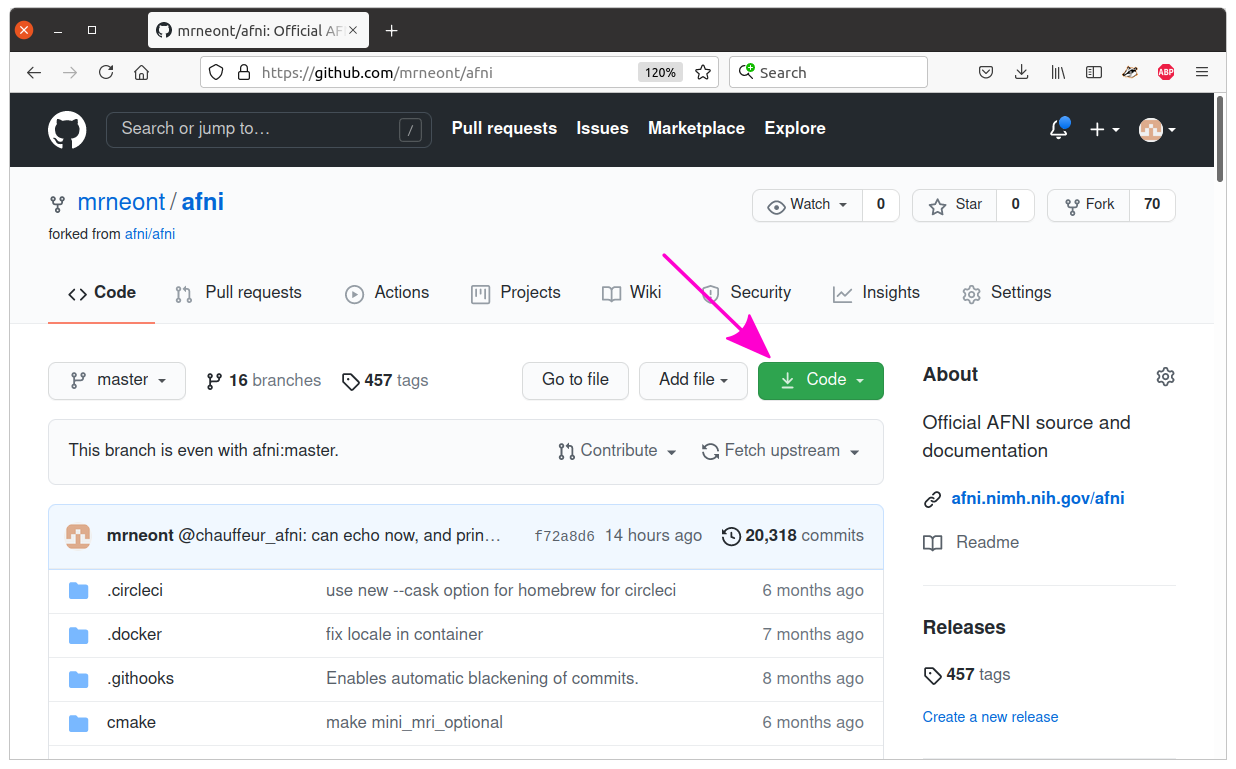 mrneont/afni: Official AF
https://github.com/mrneont/afni 120% Search ABP
Search or jump to… / Pull requests Issues Marketplace Explore
mrneont / afni Watch 0 Star 0 Fork 70
forked from afni/afni
Code Pull requests Actions Projects Wiki Security Insights Settings
master 16 branches 457 tags Go to file Add file Code
This branch is even with afni:master. Contribute Fetch upstream
mrneont @chauffeur_afni: can echo now, and prin… f72a8d6 14 hours ago 20,318 commits
.circleci use new --cask option for homebrew for circleci 6 months ago
.docker fix locale in container 7 months ago
.githooks Enables automatic blackening of commits. 8 months ago
cmake make mini_mri_optional 6 months ago
About
Official AFNI source and
documentation
afni.nimh.nih.gov/afni
Readme
Releases
457 tags
Create a new release